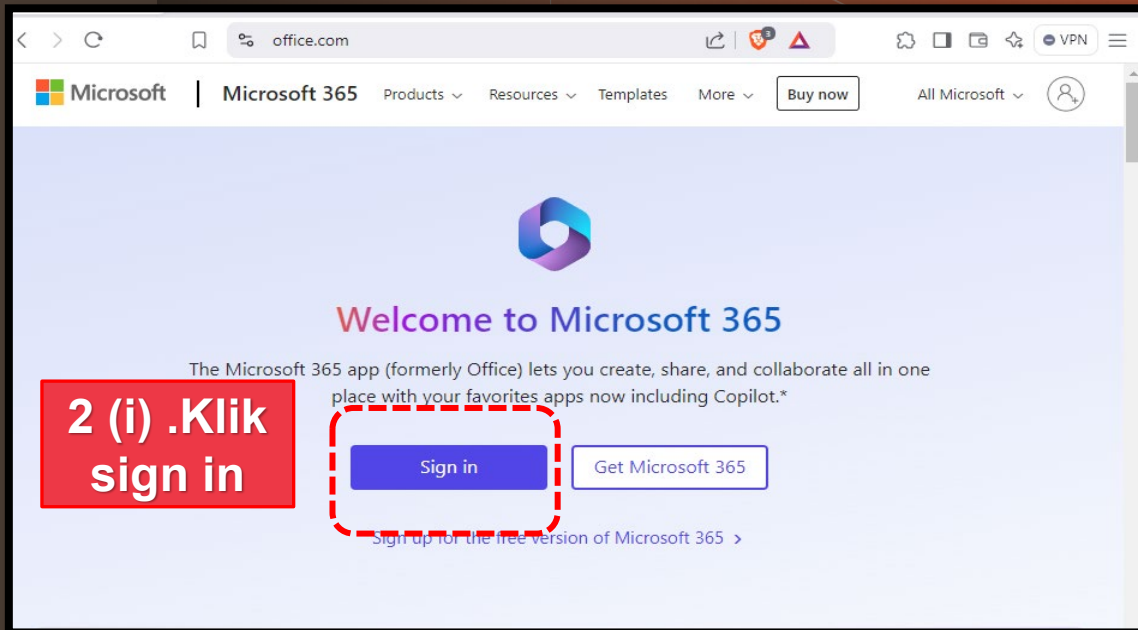 office.com
3
VPN
Microsoft
Microsoft 365
Products
Resources
Templates
More
Buy now
All Microsoft
Welcome to Microsoft 365
The Microsoft 365 app (formerly Office) lets you create, share, and collaborate all in one
place with your favorites apps now including Copilot.*
2 (i) .Klik
sign in
Sign in
Get Microsoft 365
Sign up for the free version of Microsoft 365